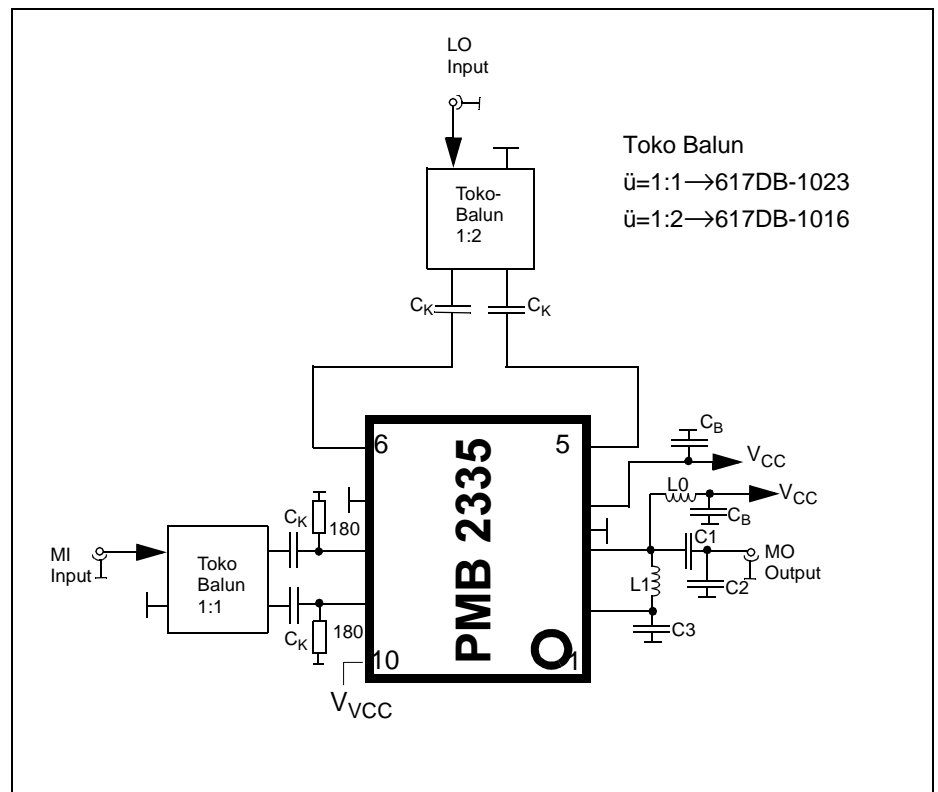 LO
Input
Toko Balun
ü=1:1→617DB-1023
ü=1:2→617DB-1016
Toko-
Balun
1:2
CK
CK
6
5
PMB 2335
CB
VCC
L0
VCC
CB
CK
180
C1
MI
Input
Toko
Balun
1:1
MO
Output
L1
C2
CK
180
C3
10
1
VVCC